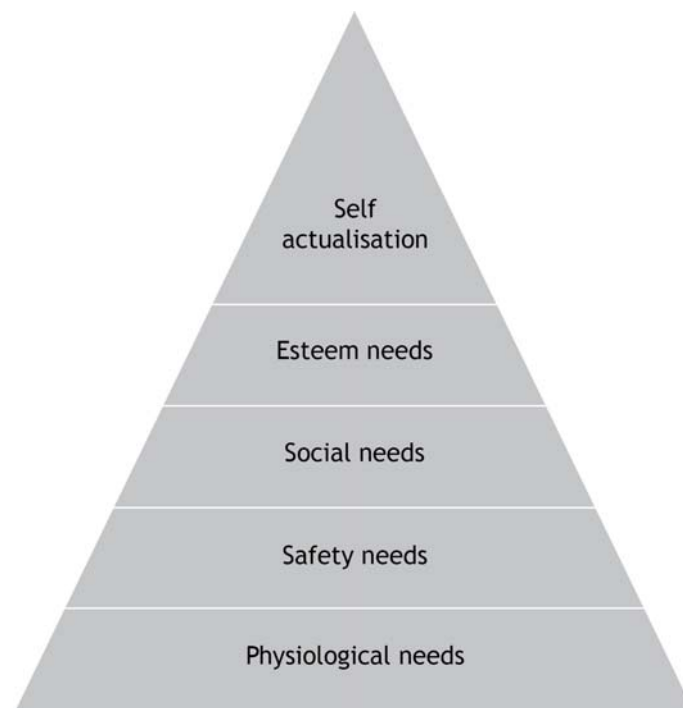 Self
actualisation
Esteem needs
Social needs
Safety needs
Physiological needs